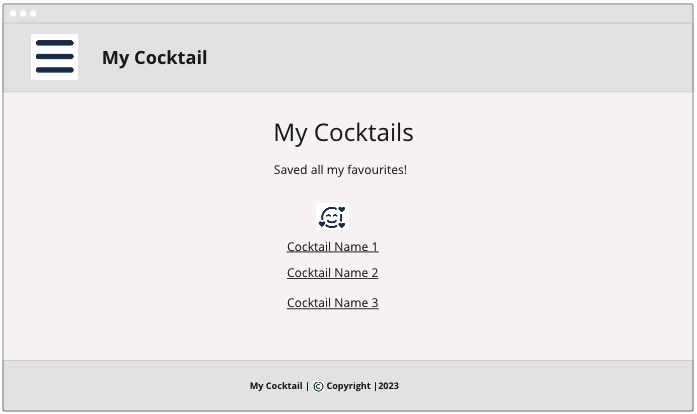 My Cocktail
My Cocktails
Saved all my favourites!
Cocktail Name 1
Cocktail Name 2
Cocktail Name 3
My Cocktail | © Copyright |2023